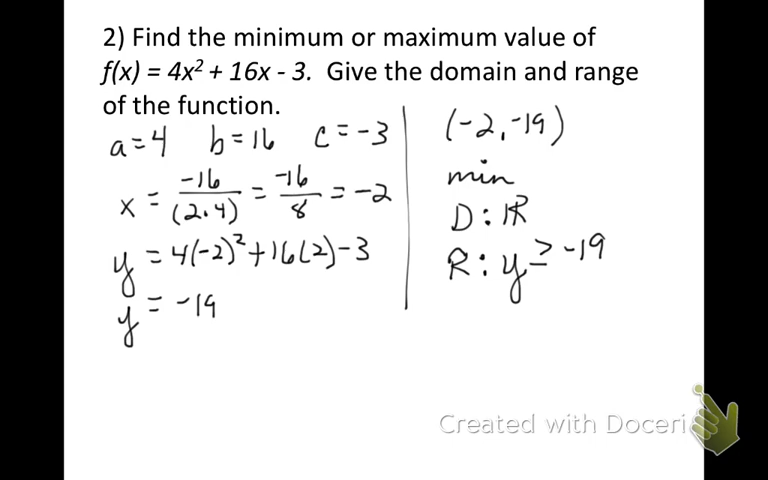 2) Find the minimum or maximum value of
f(x) = 4x² + 16x - 3. Give the domain and range
of the function.
a=4 b=16 c=-3
x = -16/(2·4) = -16/8 = -2
y = 4(-2)²+16(2)-3
y = -19
(-2,-19)
min
D: ℝ
R: y ≥ -19
Created with Doceri